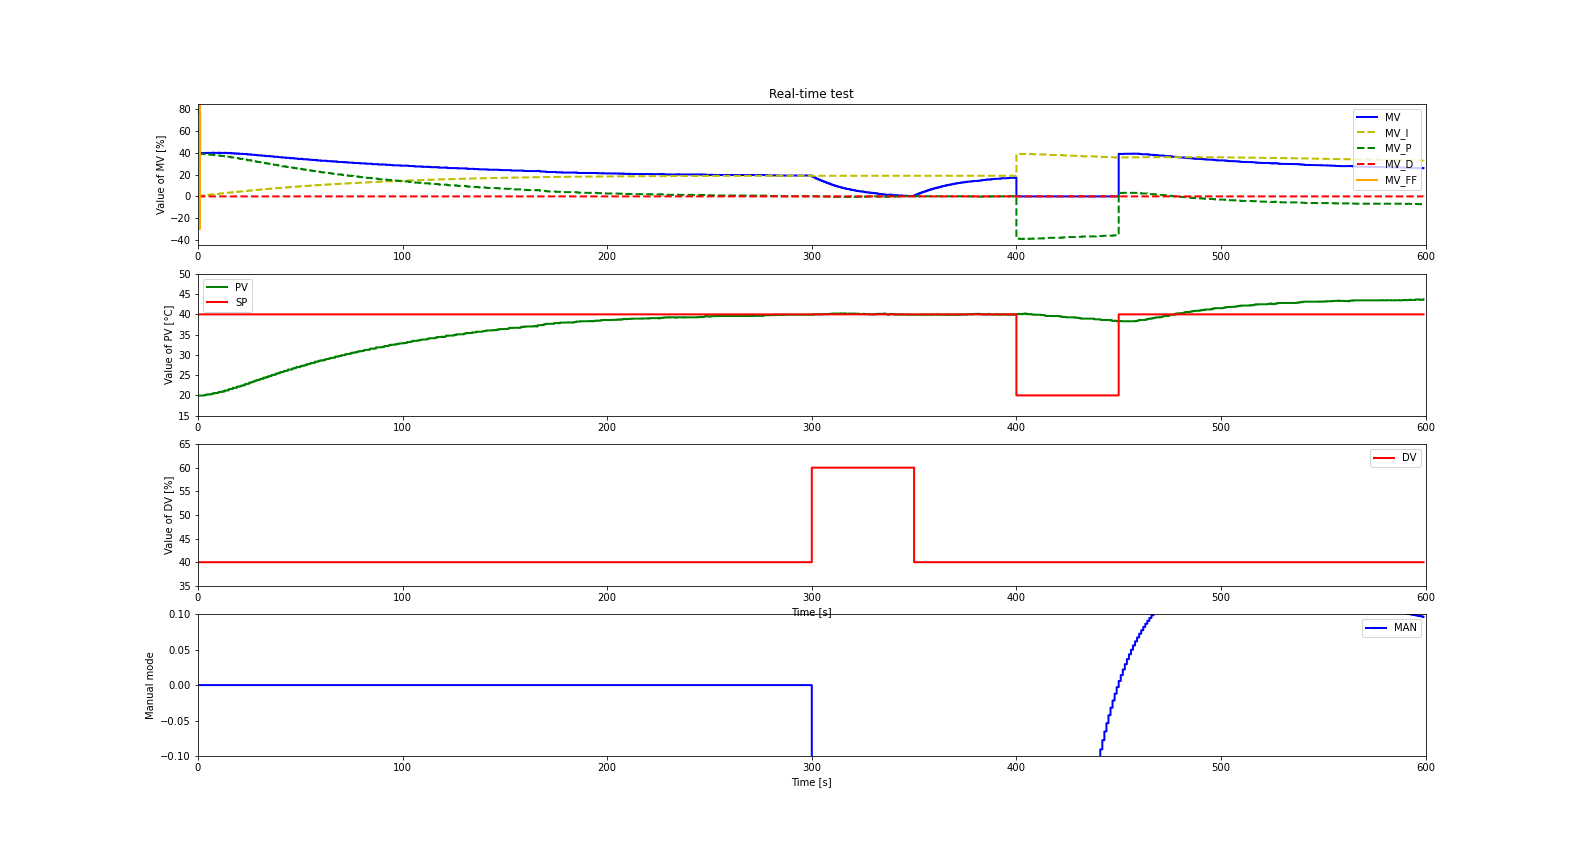 Real-time test
Value of MV [%]
80
60
40
20
0
−20
−40
0 100 200 300 400 500 600
MV
MV_I
MV_P
MV_D
MV_FF
Value of PV [°C]
50
45
40
35
30
25
20
15
0 100 200 300 400 500 600
PV
SP
Value of DV [%]
65
60
55
50
45
40
35
0 100 200 300 400 500 600
Time [s]
DV
Manual mode
0.10
0.05
0.00
−0.05
−0.10
0 100 200 300 400 500 600
Time [s]
MAN